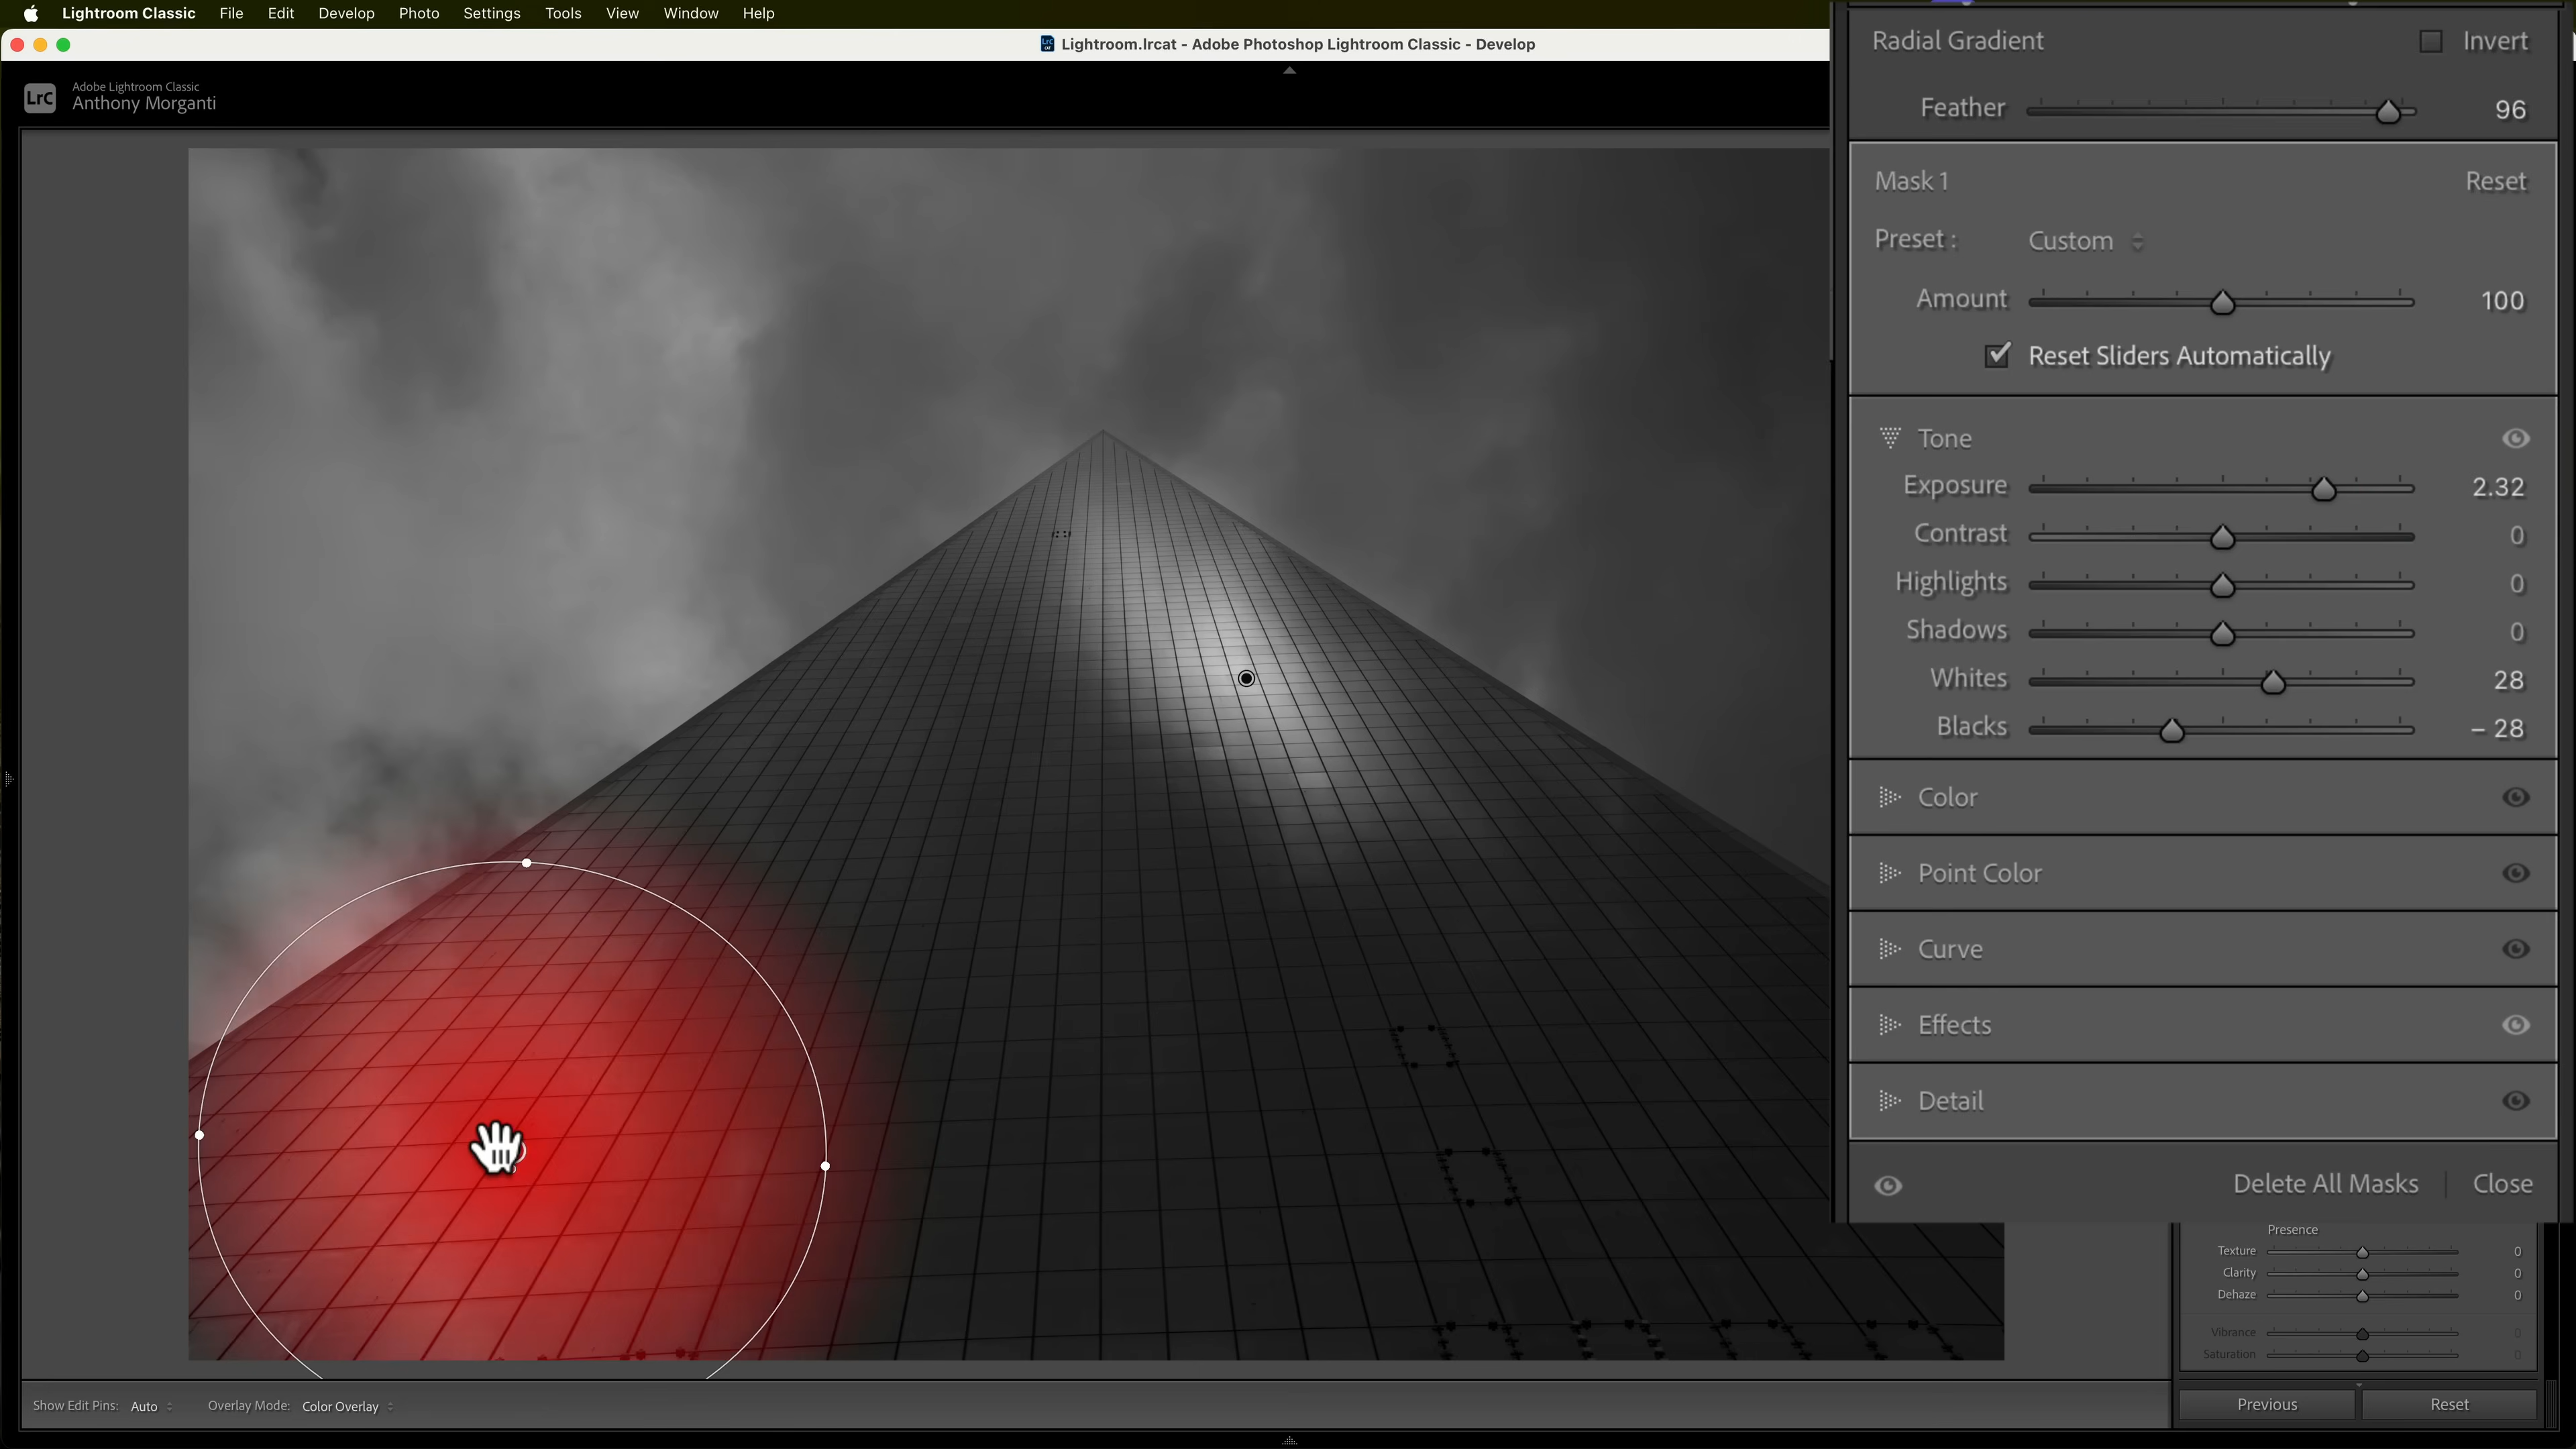 Lightroom Classic File Edit Develop Photo Settings Tools View Window Help
LrC Lightroom.lrcat - Adobe Photoshop Lightroom Classic - Develop
LrC
Adobe Lightroom Classic
Anthony Morganti
Radial Gradient Invert
Feather 96
Mask 1 Reset
Preset : Custom
Amount 100
Reset Sliders Automatically
Tone
Exposure 2.32
Contrast 0
Highlights 0
Shadows 0
Whites 28
Blacks – 28
Color
Point Color
Curve
Effects
Detail
Delete All Masks | Close
Presence
Texture 0
Clarity 0
Dehaze 0
Vibrance 0
Saturation 0
Show Edit Pins: Auto Overlay Mode: Color Overlay
Previous Reset